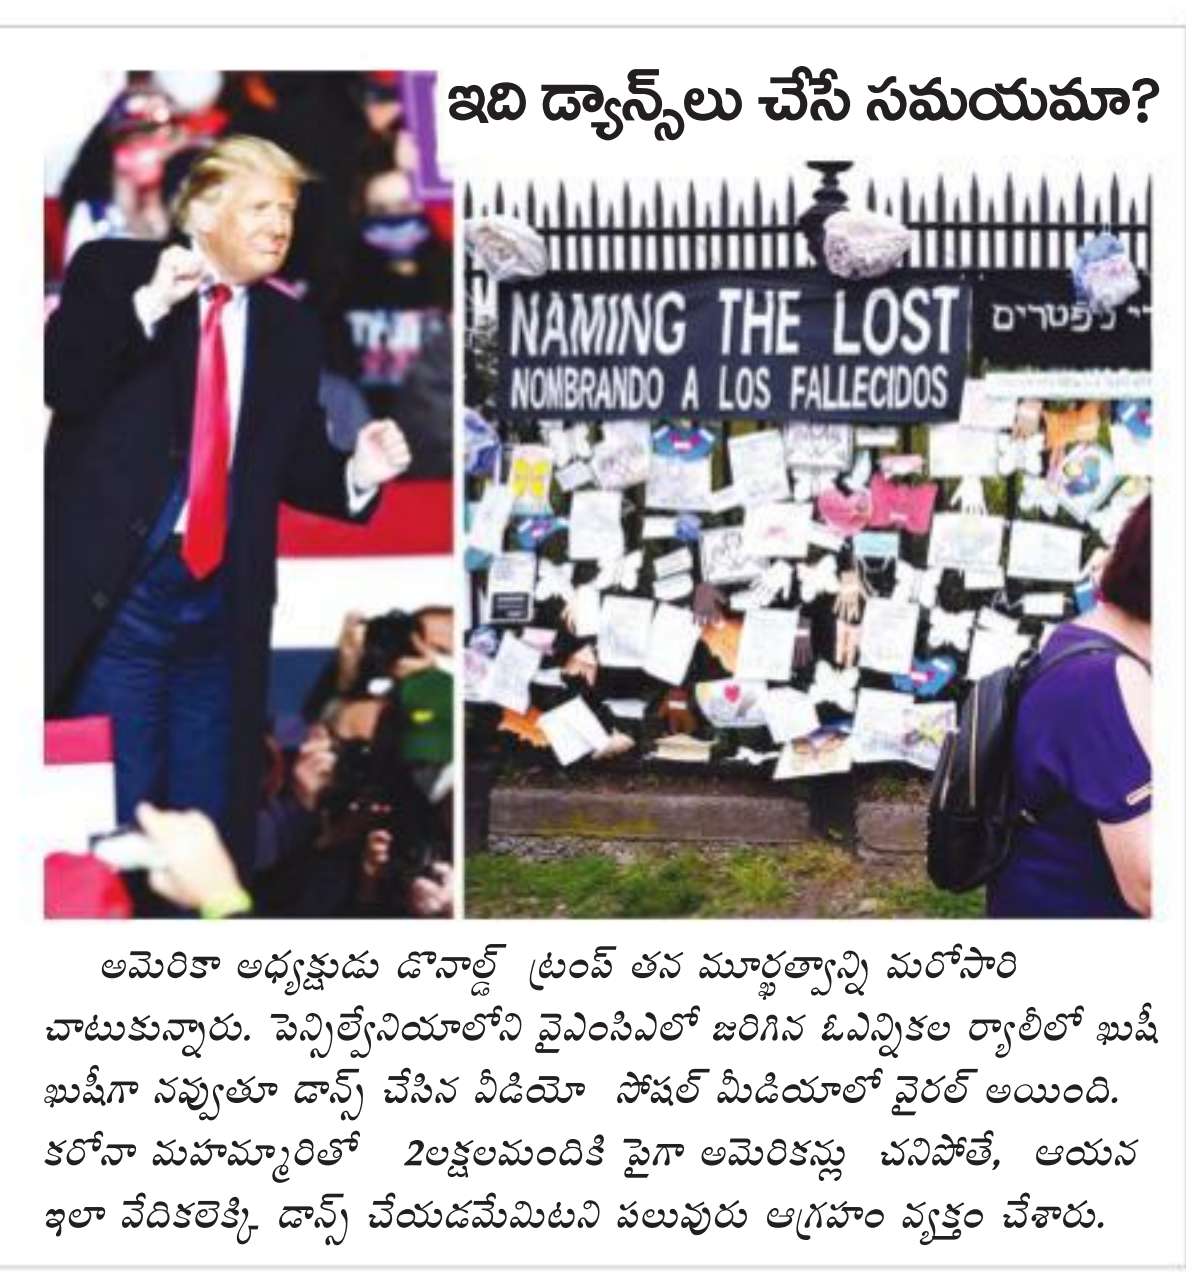 ఇది డ్యాన్స్‌లు చేసే సమయమా?
NAMING THE LOST
NOMBRANDO A LOS FALLECIDOS
נפטרים
అమెరికా అధ్యక్షుడు డొనాల్డ్ ట్రంప్ తన మూర్ఖత్వాన్ని మరోసారి
చాటుకున్నారు. పెన్సిల్వేనియాలోని వైఎంసిఎలో జరిగిన ఓఎన్నికల ర్యాలీలో ఖుషీ
ఖుషీగా నవ్వుతూ డాన్స్ చేసిన వీడియో సోషల్ మీడియాలో వైరల్ అయింది.
కరోనా మహమ్మారితో 2లక్షలమందికి పైగా అమెరికన్లు చనిపోతే, ఆయన
ఇలా వేదికలెక్కి డాన్స్ చేయడమేమిటని పలువురు ఆగ్రహం వ్యక్తం చేశారు.